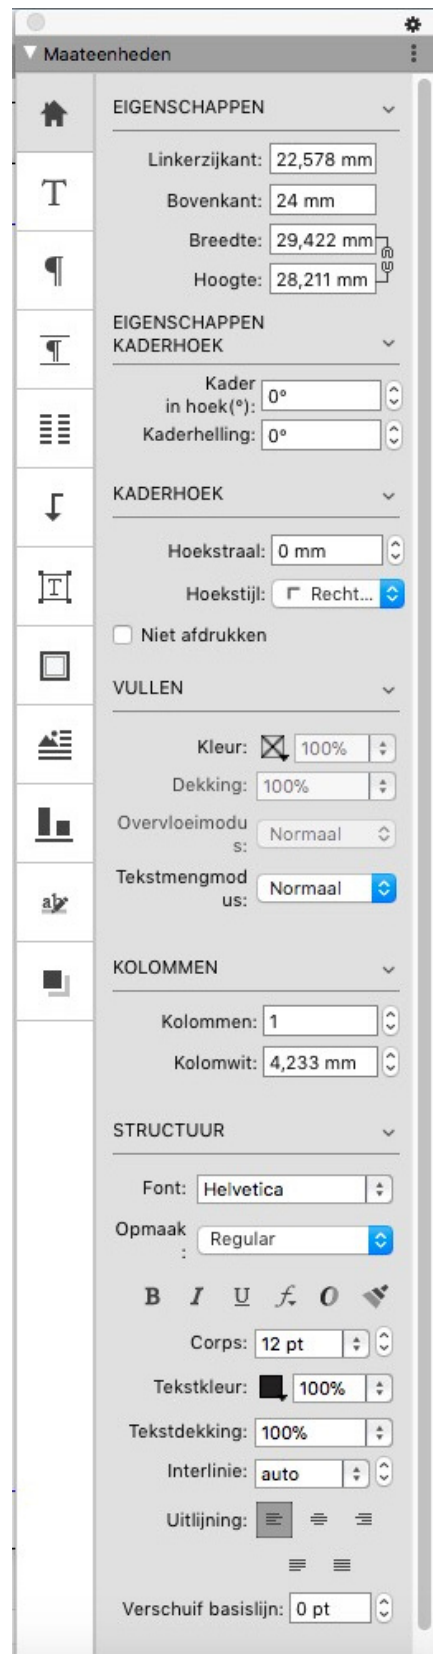 Maateenheden
EIGENSCHAPPEN
Linkerzijkant: 22,578 mm
Bovenkant: 24 mm
Breedte: 29,422 mm
Hoogte: 28,211 mm
EIGENSCHAPPEN
KADERHOEK
Kader
in hoek(°): 0°
Kaderhelling: 0°
KADERHOEK
Hoekstraal: 0 mm
Hoekstijl: Recht...
Niet afdrukken
VULLEN
Kleur: 100%
Dekking: 100%
Overvloeimodu
s: Normaal
Tekstmengmod
us: Normaal
KOLOMMEN
Kolommen: 1
Kolomwit: 4,233 mm
STRUCTUUR
Font: Helvetica
Opmaak
: Regular
B I U f O
Corps: 12 pt
Tekstkleur: 100%
Tekstdekking: 100%
Interlinie: auto
Uitlijning:
Verschuif basislijn: 0 pt